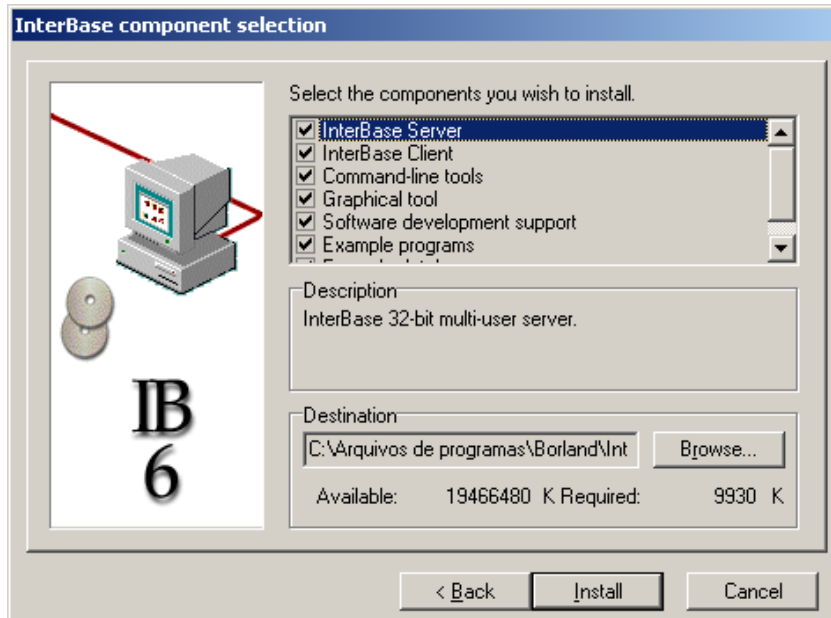 InterBase component selection
Select the components you wish to install.
InterBase Server
InterBase Client
Command-line tools
Graphical tool
Software development support
Example programs
Description
InterBase 32-bit multi-user server.
IB
6
Destination
C:\Arquivos de programas\Borland\Int
Browse...
Available: 19466480 K Required: 9930 K
< Back
Install
Cancel